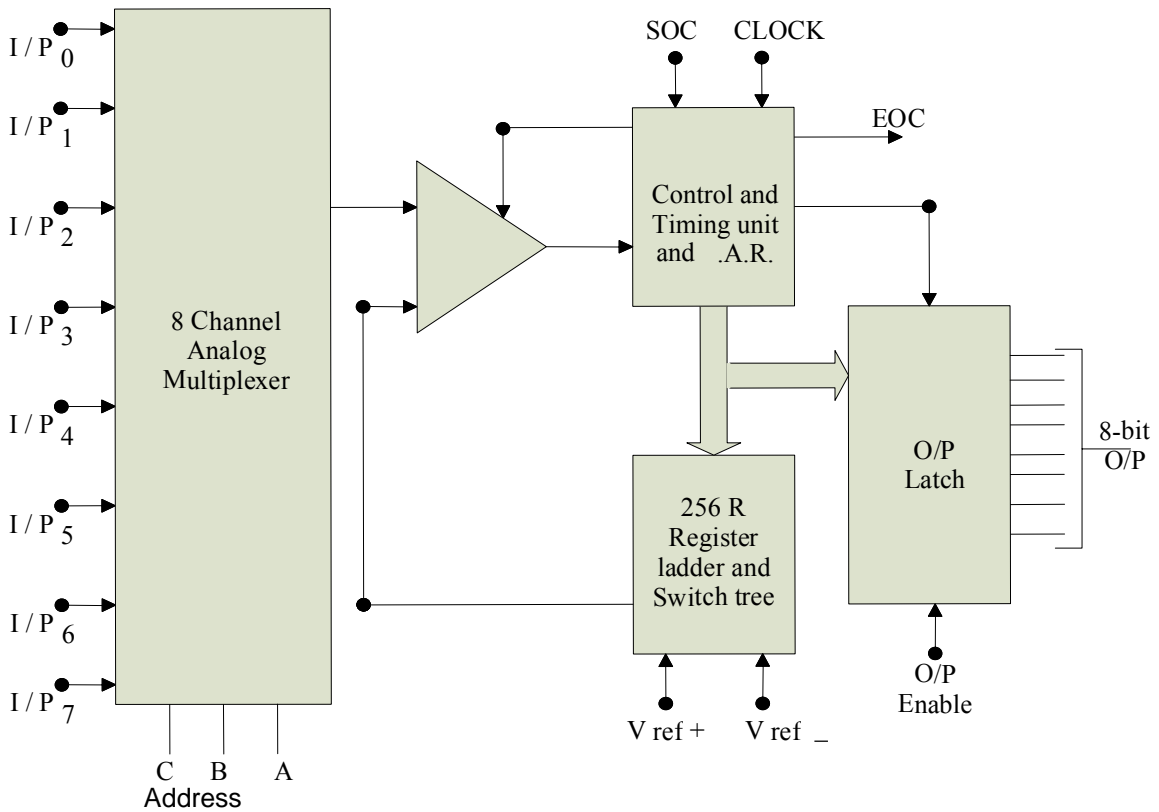 I / P 0
I / P 1
I / P 2
I / P 3
I / P 4
I / P 5
I / P 6
I / P 7
8 Channel
Analog
Multiplexer
C B A
Address
SOC CLOCK
EOC
Control and
Timing unit
and .A.R.
256 R
Register
ladder and
Switch tree
V ref + V ref _
O/P
Latch
8-bit
O/P
O/P
Enable